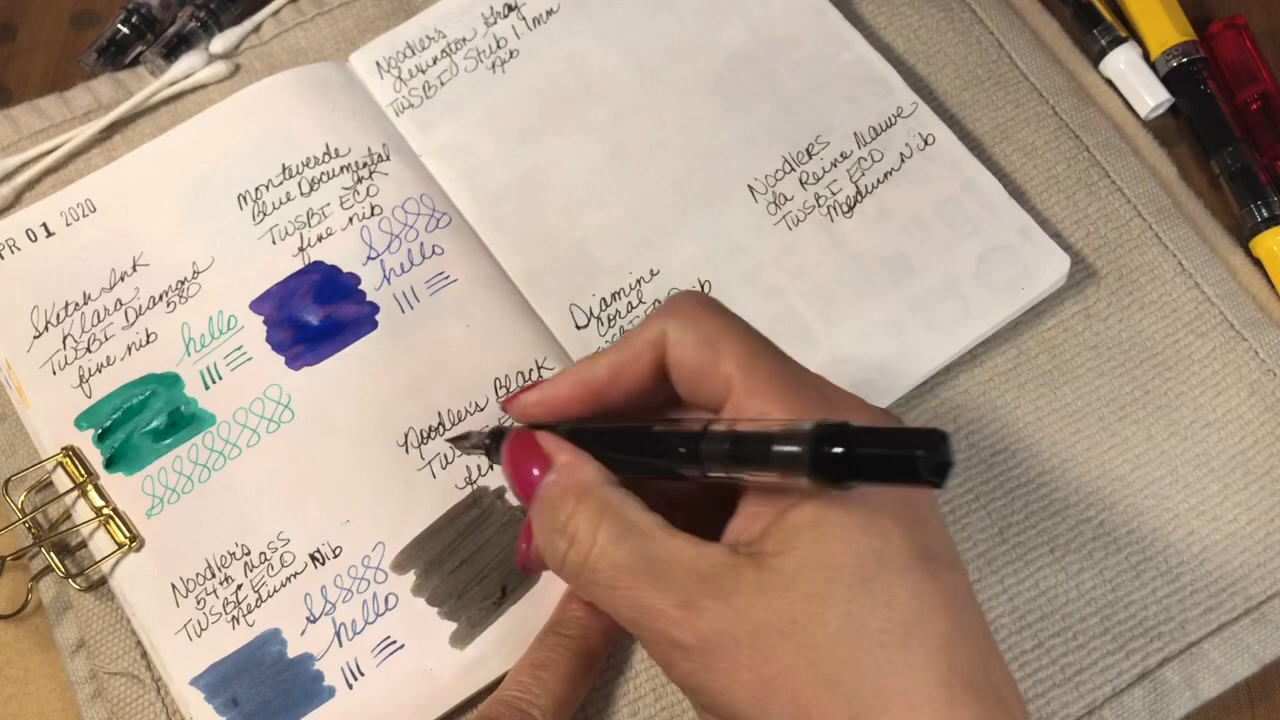 PR 01 2020
Sketch Ink
Klara
TWSBI Diamond
580
fine nib
hello
Monteverde
Blue Documental
Ink
TWSBI ECO
fine nib
hello
Noodler's
54th Mass
TWSBI ECO
Medium Nib
hello
Noodler's Black
Noodler's
Lexington Gray
TWSBI Stub 1.1mm
Nib
Diamine
Coral
Noodlers
La Reine Mauve
TWSBI ECO
Medium Nib